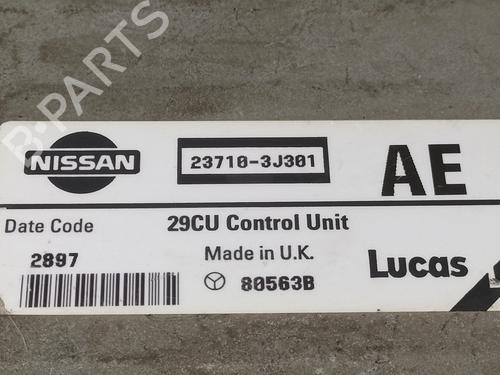 B-PARTS
NISSAN
23710-3J301
AE
Date Code
29CU Control Unit
2897
Made in U.K.
80563B
Lucas